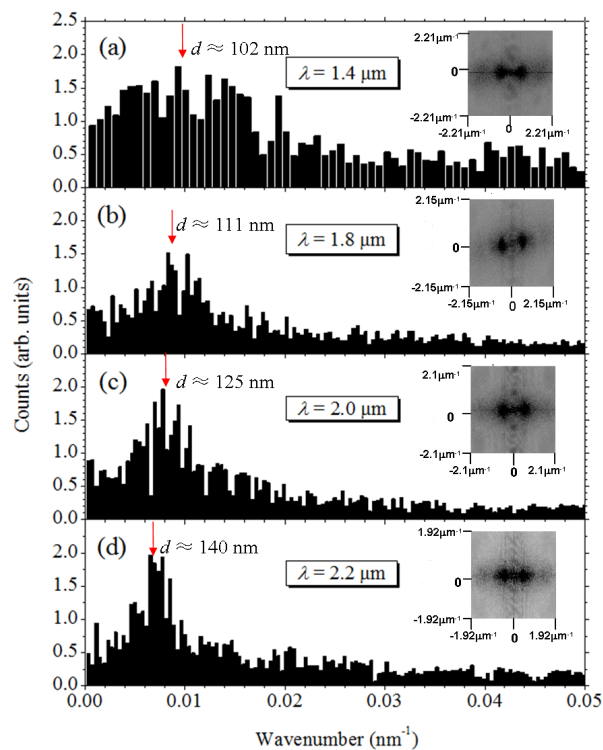 2.5
(a)
d ≈ 102 nm
λ = 1.4 μm
2.21μm⁻¹
0
-2.21μm⁻¹
-2.21μm⁻¹ 0 2.21μm⁻¹
2.0
1.5
1.0
0.5
0.0
(b)
d ≈ 111 nm
λ = 1.8 μm
2.15μm⁻¹
0
-2.15μm⁻¹
-2.15μm⁻¹ 0 2.15μm⁻¹
2.0
1.5
1.0
0.5
0.0
(c)
d ≈ 125 nm
λ = 2.0 μm
2.1μm⁻¹
0
-2.1μm⁻¹
-2.1μm⁻¹ 0 2.1μm⁻¹
2.0
1.5
1.0
0.5
0.0
(d)
d ≈ 140 nm
λ = 2.2 μm
1.92μm⁻¹
0
-1.92μm⁻¹
-1.92μm⁻¹ 0 1.92μm⁻¹
2.0
1.5
1.0
0.5
0.0
Counts (arb. units)
0.00 0.01 0.02 0.03 0.04 0.05
Wavenumber (nm⁻¹)